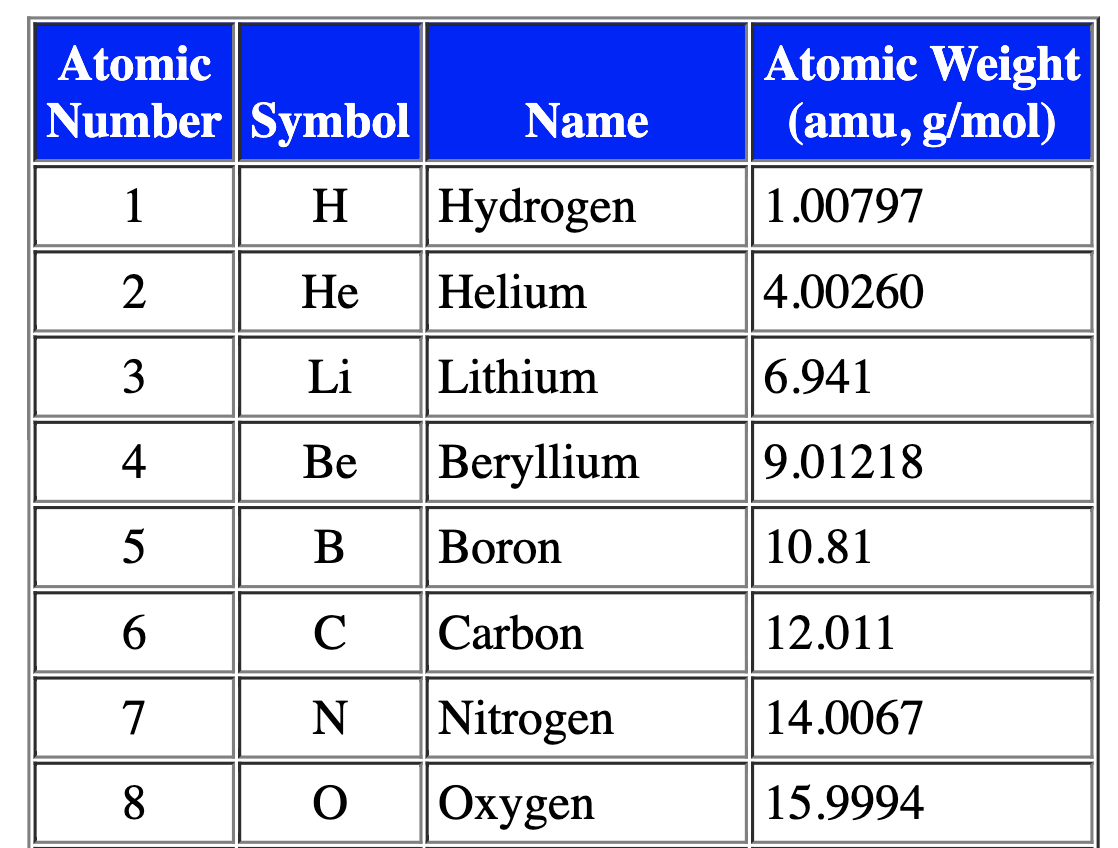 Atomic Number Symbol Name Atomic Weight (amu, g/mol)
1 H Hydrogen 1.00797
2 He Helium 4.00260
3 Li Lithium 6.941
4 Be Beryllium 9.01218
5 B Boron 10.81
6 C Carbon 12.011
7 N Nitrogen 14.0067
8 O Oxygen 15.9994